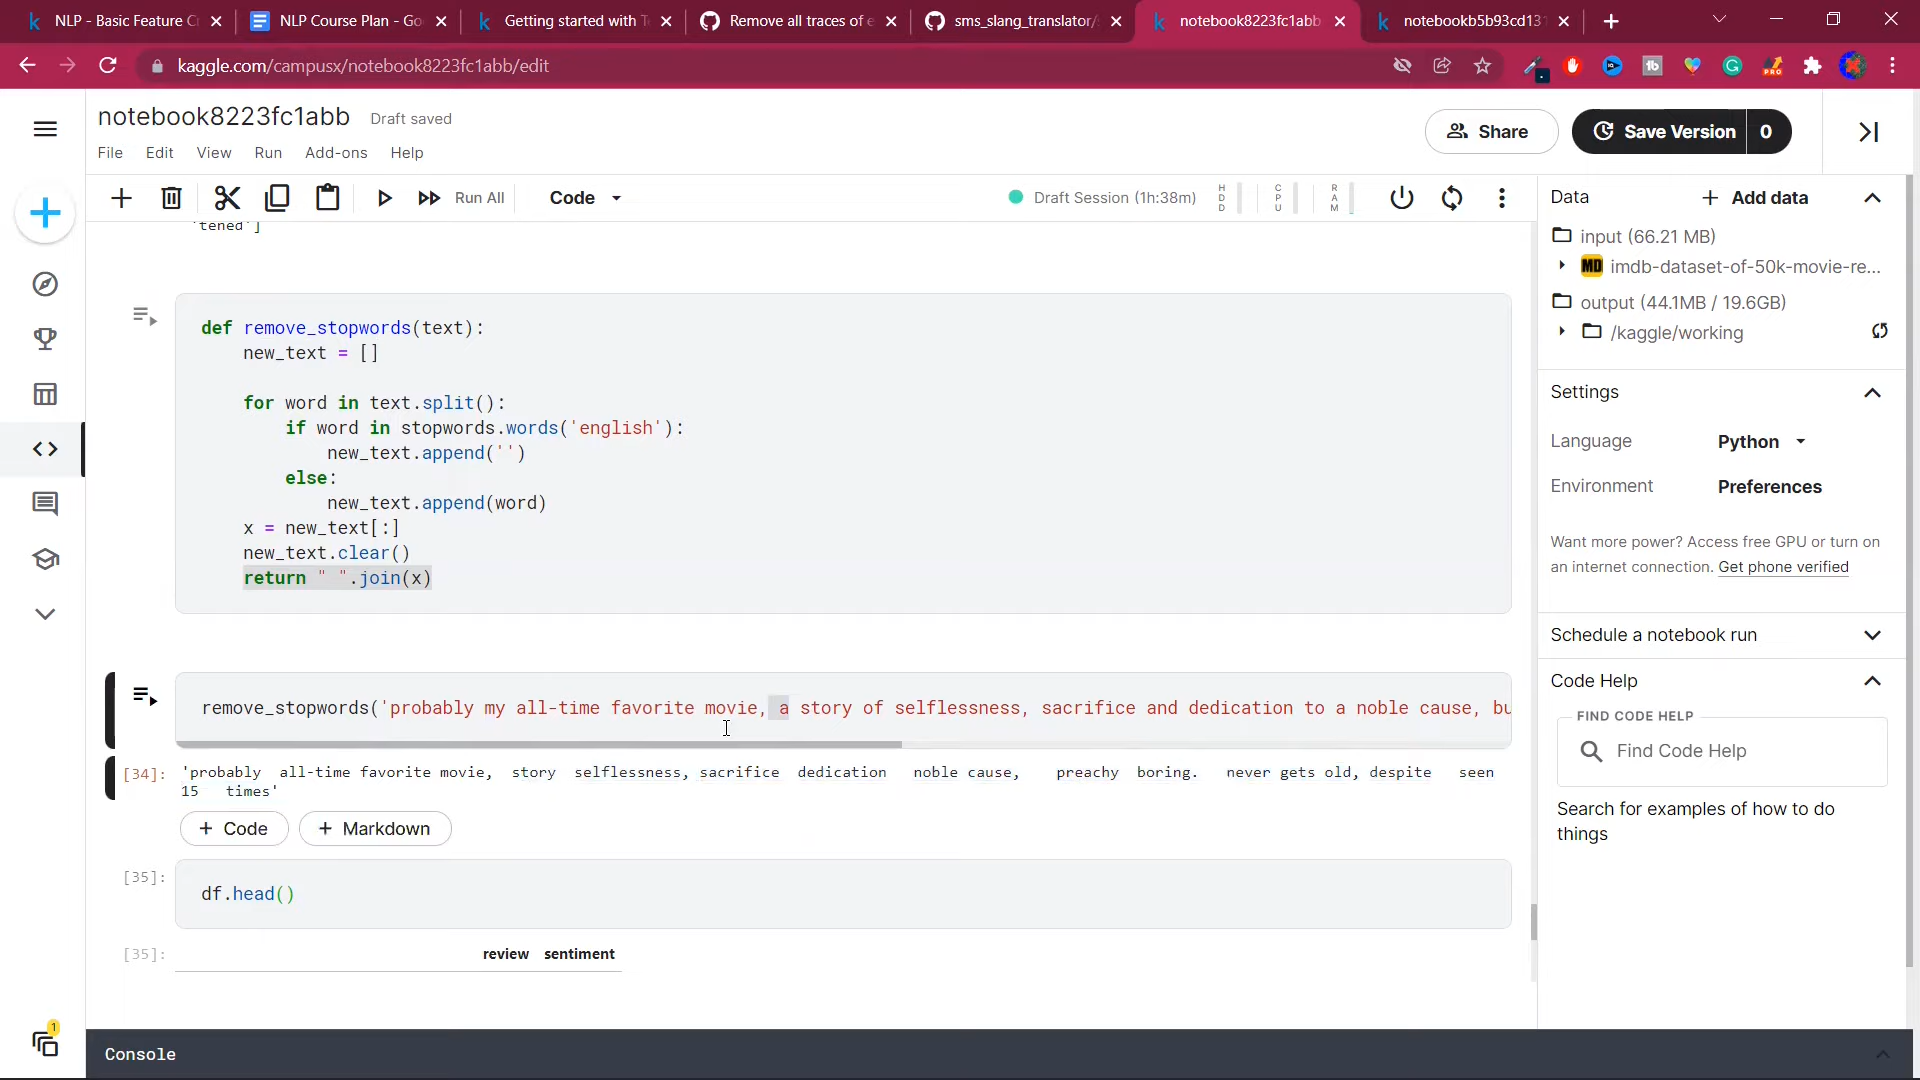 NLP - Basic Feature C
NLP Course Plan - Go
Getting started with T
Remove all traces of e
sms_slang_translator/
notebook8223fc1abb
notebookb5b93cd131
kaggle.com/campusx/notebook8223fc1abb/edit
notebook8223fc1abb Draft saved
File Edit View Run Add-ons Help
Share
Save Version 0
Run All Code
Draft Session (1h:38m) HDD CPU RAM
'tened']
def remove_stopwords(text):
    new_text = []
    for word in text.split():
        if word in stopwords.words('english'):
            new_text.append('')
        else:
            new_text.append(word)
    x = new_text[:]
    new_text.clear()
    return " ".join(x)
remove_stopwords('probably my all-time favorite movie, a story of selflessness, sacrifice and dedication to a noble cause, bu
[34]: 'probably  all-time favorite movie,  story  selflessness, sacrifice  dedication   noble cause,    preachy  boring.   never gets old, despite   seen
15   times'
+ Code + Markdown
[35]: df.head()
[35]: review sentiment
Console
1
Data + Add data
input (66.21 MB)
MD imdb-dataset-of-50k-movie-re...
output (44.1MB / 19.6GB)
/kaggle/working
Settings
Language Python
Environment Preferences
Want more power? Access free GPU or turn on
an internet connection. Get phone verified
Schedule a notebook run
Code Help
FIND CODE HELP
Find Code Help
Search for examples of how to do
things